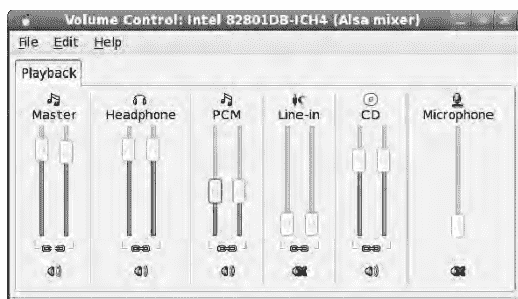 Volume Control: Intel 82801DB-ICH4 (Alsa mixer)
File Edit Help
Playback
Master Headphone PCM Line-in CD Microphone